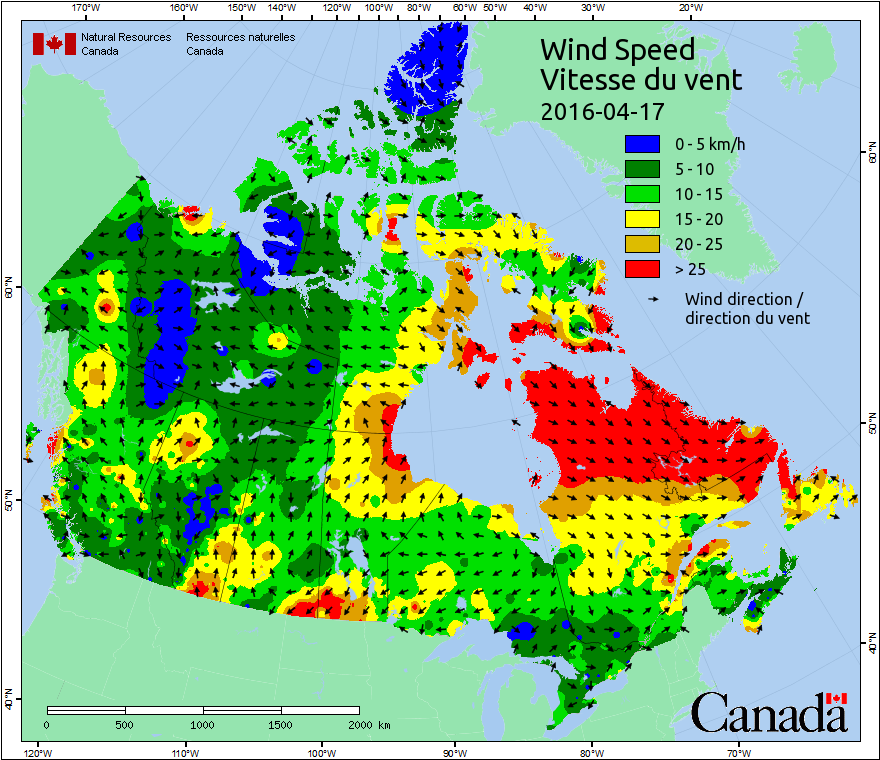 170°W 160°W 150°W 140°W 120°W 100°W 80°W 60°W 50°W 40°W 30°W 20°W
Natural Resources Ressources naturelles
Canada Canada
Wind Speed
Vitesse du vent
2016-04-17
0 - 5 km/h
5 - 10
10 - 15
15 - 20
20 - 25
> 25
Wind direction /
direction du vent
60°N
60°N
50°N
50°N
40°N
40°N
Canada
0 500 1000 1500 2000 km
120°W 110°W 100°W 90°W 80°W 70°W